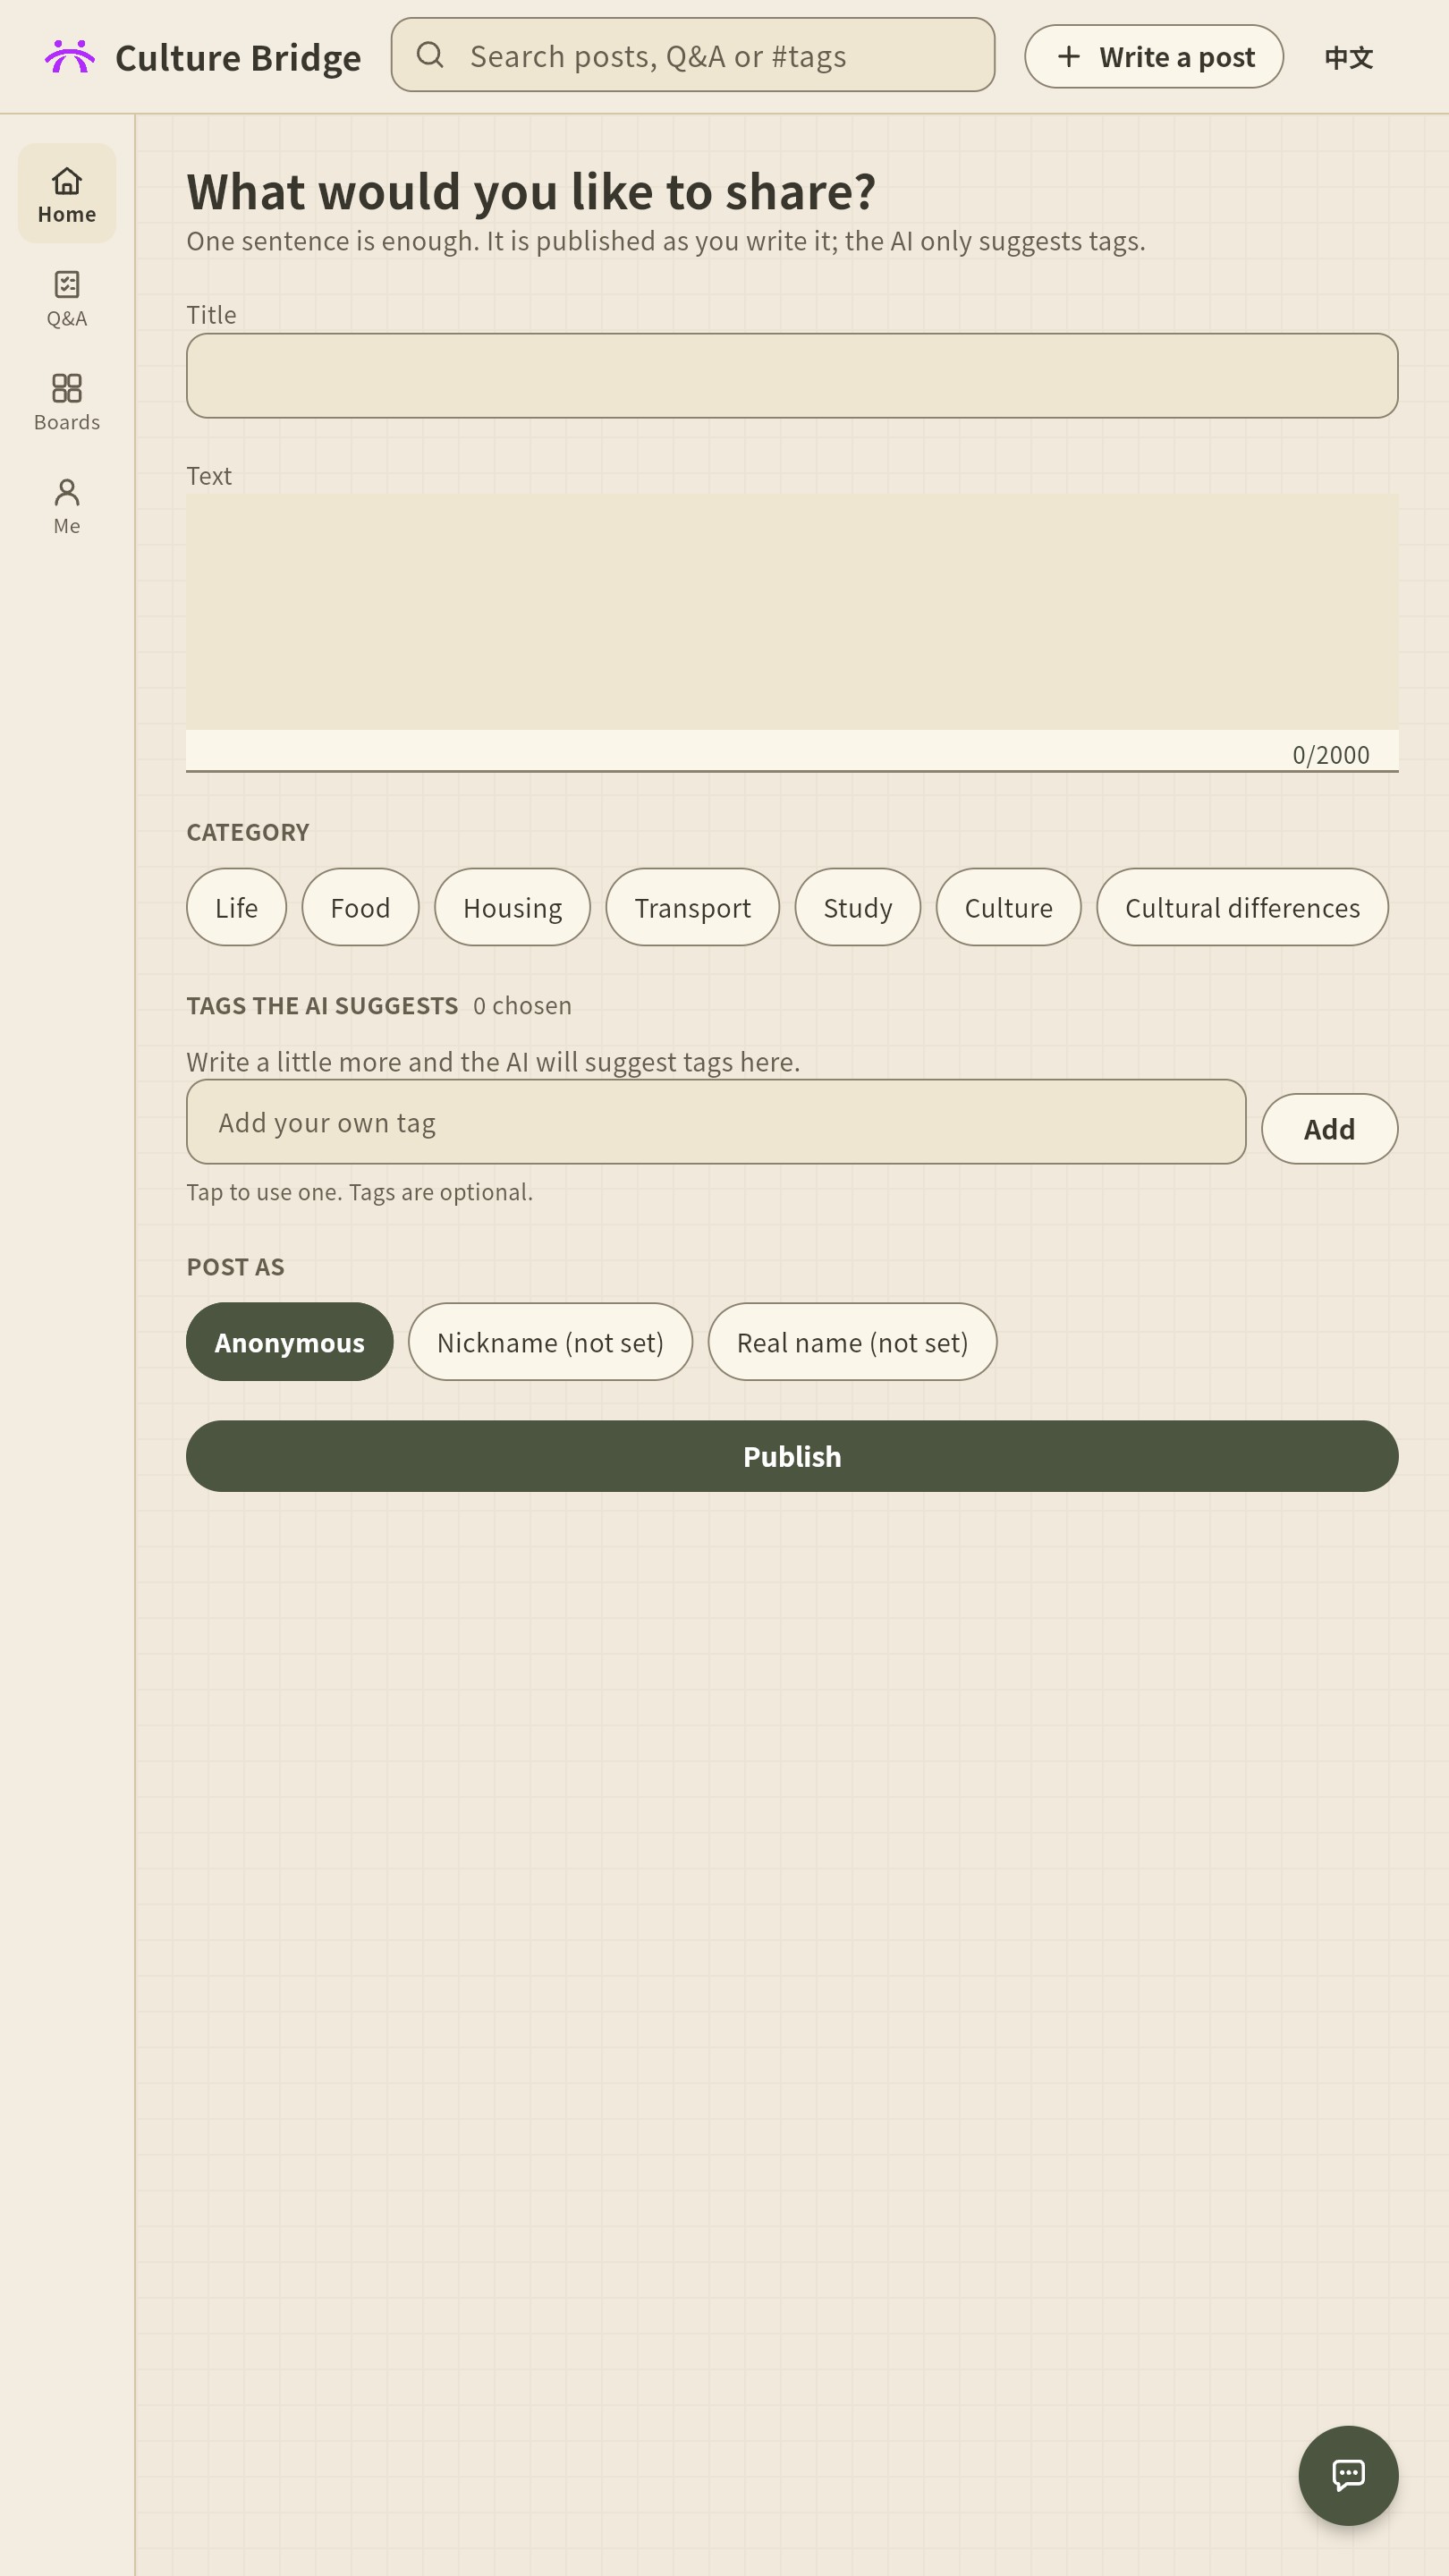 Culture Bridge
Search posts, Q&A or #tags
Write a post
中文
Home
Q&A
Boards
Me
What would you like to share?
One sentence is enough. It is published as you write it; the AI only suggests tags.
Title
Text
0/2000
CATEGORY
Life
Food
Housing
Transport
Study
Culture
Cultural differences
TAGS THE AI SUGGESTS 0 chosen
Write a little more and the AI will suggest tags here.
Add your own tag
Add
Tap to use one. Tags are optional.
POST AS
Anonymous
Nickname (not set)
Real name (not set)
Publish